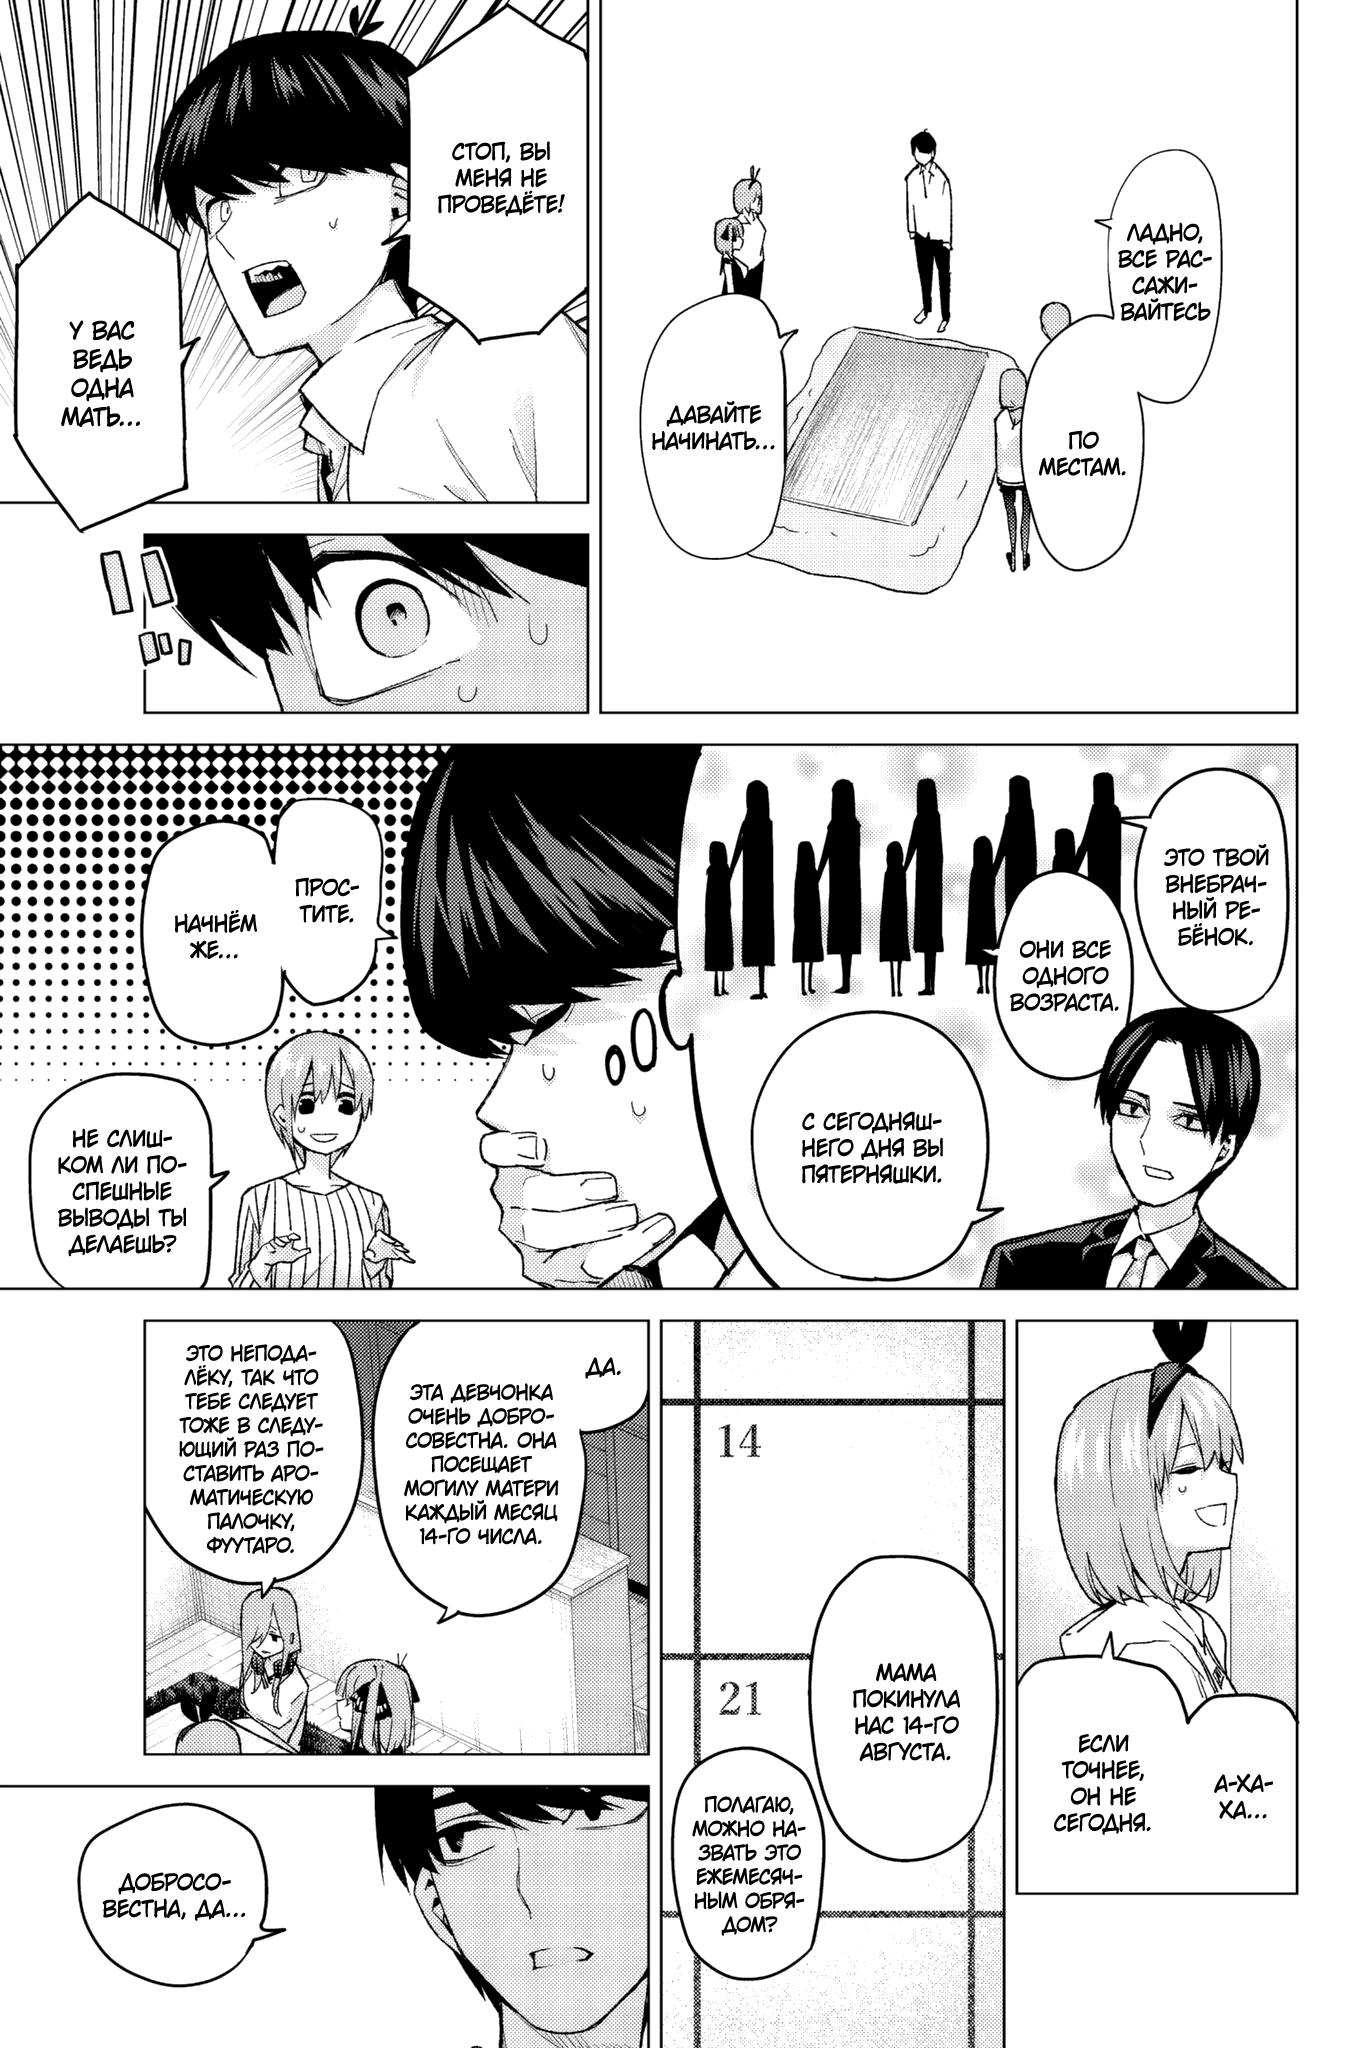 ЛАДНО,
ВСЕ РАС-
САЖИ-
ВАЙТЕСЬ
ПО
МЕСТАМ.
ДАВАЙТЕ
НАЧИНАТЬ...
СТОП, ВЫ
МЕНЯ НЕ
ПРОВЕДЁТЕ!
У ВАС
ВЕДЬ
ОДНА
МАТЬ...
ЭТО ТВОЙ
ВНЕБРАЧ-
НЫЙ РЕ-
БЁНОК.
ОНИ ВСЕ
ОДНОГО
ВОЗРАСТА.
С СЕГОДНЯШ-
НЕГО ДНЯ ВЫ
ПЯТЕРНЯШКИ.
ПРОС-
ТИТЕ.
НАЧНЁМ
ЖЕ...
НЕ СЛИШ-
КОМ ЛИ ПО-
СПЕШНЫЕ
ВЫВОДЫ ТЫ
ДЕЛАЕШЬ?
А-ХА-
ХА...
ЕСЛИ
ТОЧНЕЕ,
ОН НЕ
СЕГОДНЯ.
14
21
МАМА
ПОКИНУЛА
НАС 14-ГО
АВГУСТА.
ПОЛАГАЮ,
МОЖНО НА-
ЗВАТЬ ЭТО
ЕЖЕМЕСЯЧ-
НЫМ ОБРЯ-
ДОМ?
ДА.
ЭТА ДЕВЧОНКА
ОЧЕНЬ ДОБРО-
СОВЕСТНА. ОНА
ПОСЕЩАЕТ
МОГИЛУ МАТЕРИ
КАЖДЫЙ МЕСЯЦ
14-ГО ЧИСЛА.
ЭТО НЕПОДА-
ЛЁКУ, ТАК ЧТО
ТЕБЕ СЛЕДУЕТ
ТОЖЕ В СЛЕДУ-
ЮЩИЙ РАЗ ПО-
СТАВИТЬ АРО-
МАТИЧЕСКУЮ
ПАЛОЧКУ,
ФУУТАРО.
ДОБРОСО-
ВЕСТНА, ДА...